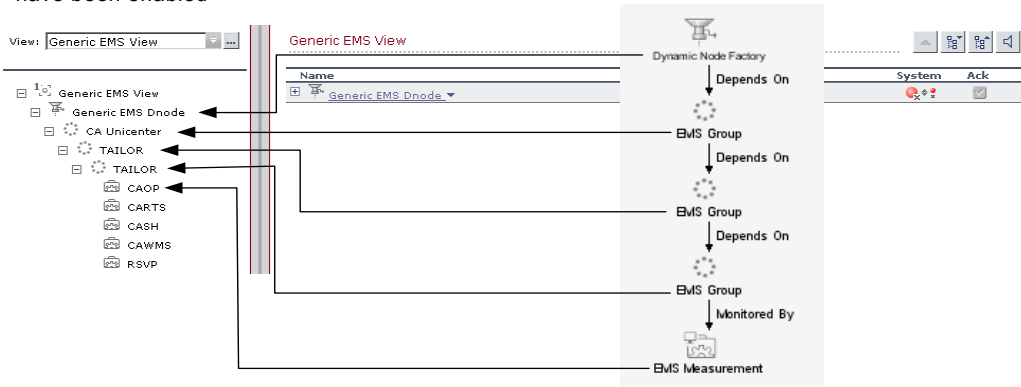 have been enabled
View: Generic EMS View ...
1 Generic EMS View
Generic EMS Dnode
CA Unicenter
TAILOR
TAILOR
CAOP
CARTS
CASH
CAWMS
RSVP
Generic EMS View
Name System Ack
Generic EMS Dnode
Dynamic Node Factory
Depends On
EMS Group
Depends On
EMS Group
Depends On
EMS Group
Monitored By
EMS Measurement